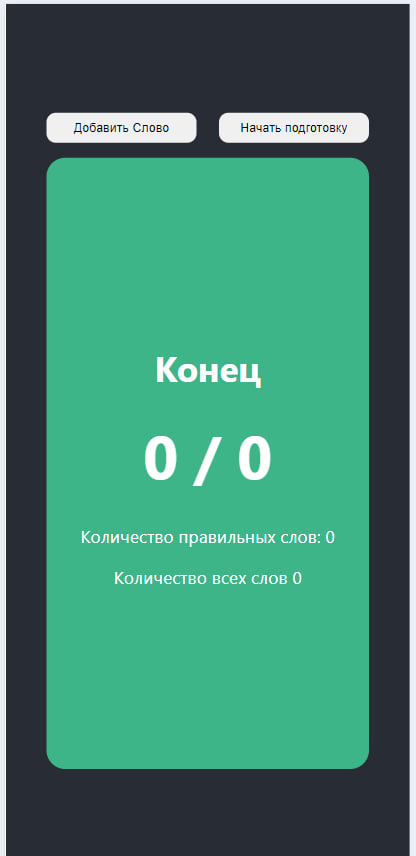 Добавить Слово
Начать подготовку
Конец
0 / 0
Количество правильных слов: 0
Количество всех слов 0